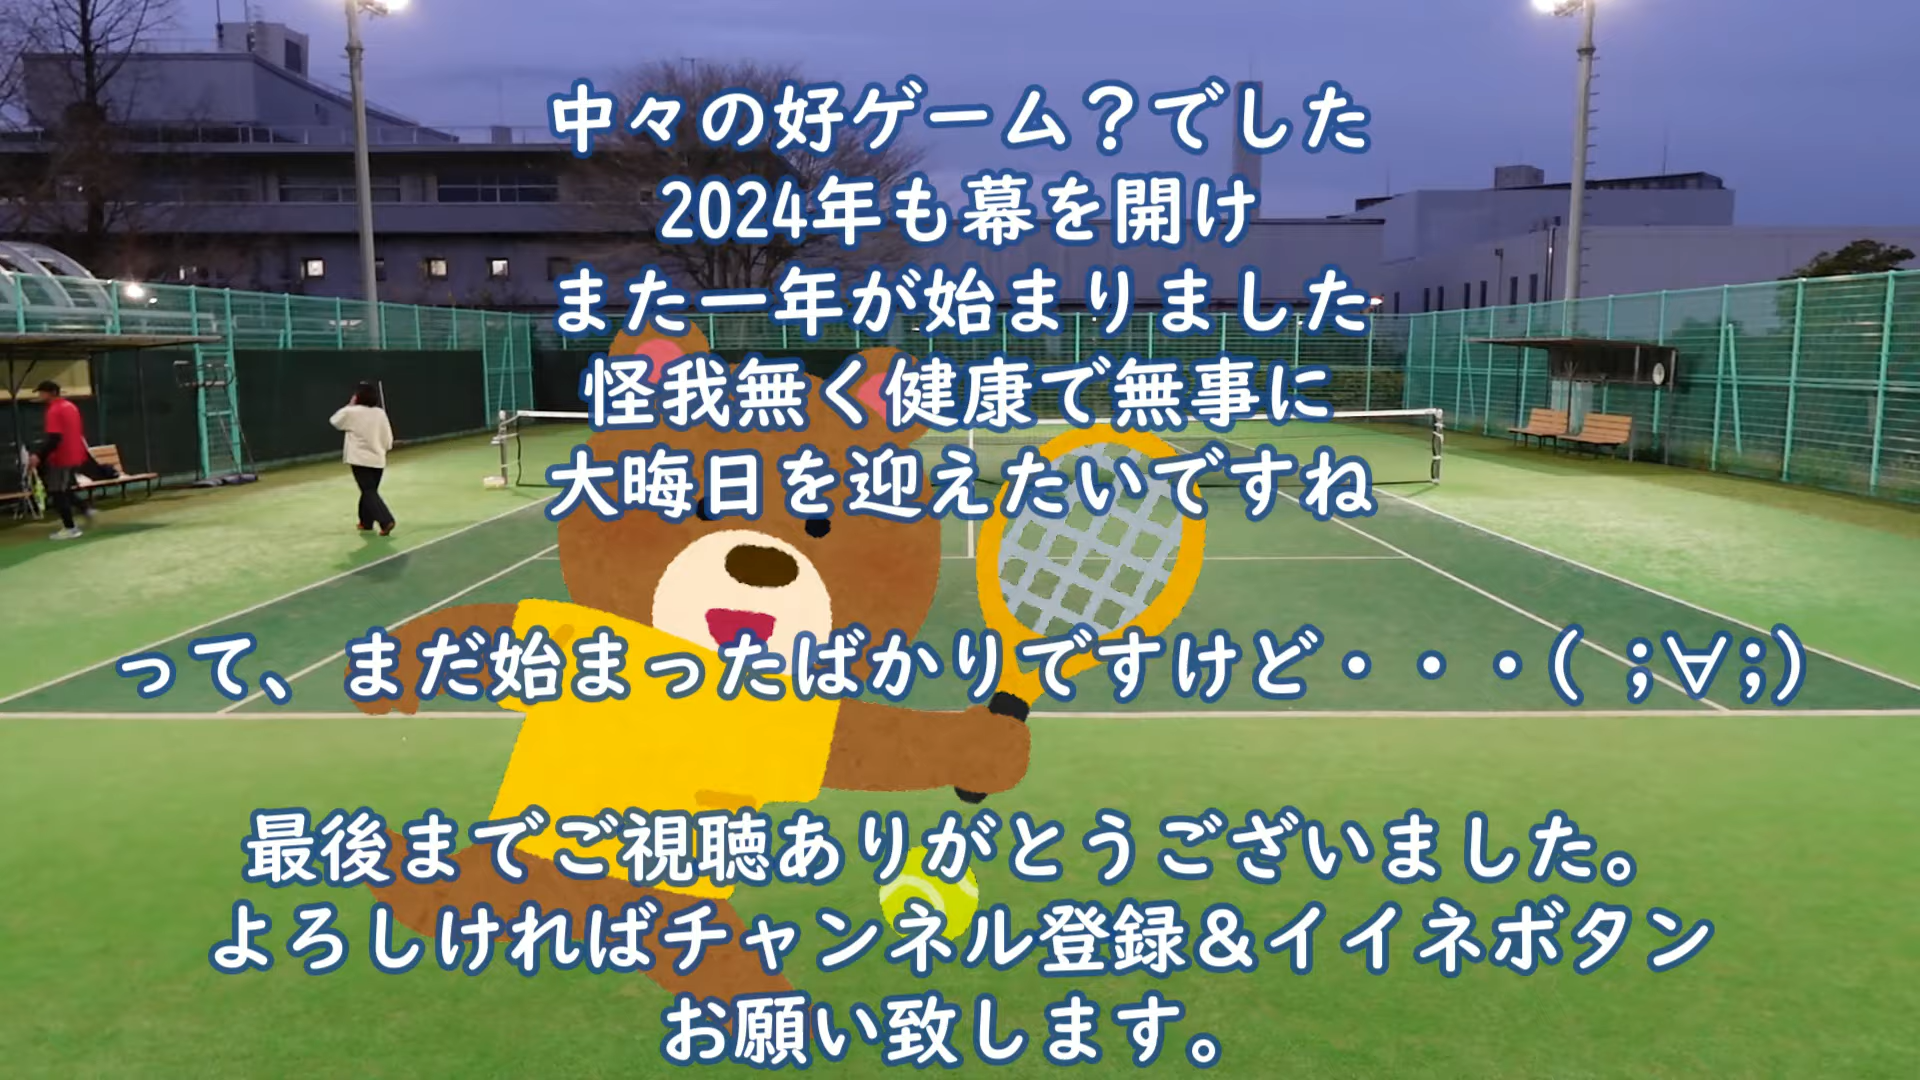 中々の好ゲーム？でした
2024年も幕を開け
また一年が始まりました
怪我無く健康で無事に
大晦日を迎えたいですね
って、まだ始まったばかりですけど・・・( ;∀;)
最後までご視聴ありがとうございました。
よろしければチャンネル登録＆イイネボタン
お願い致します。